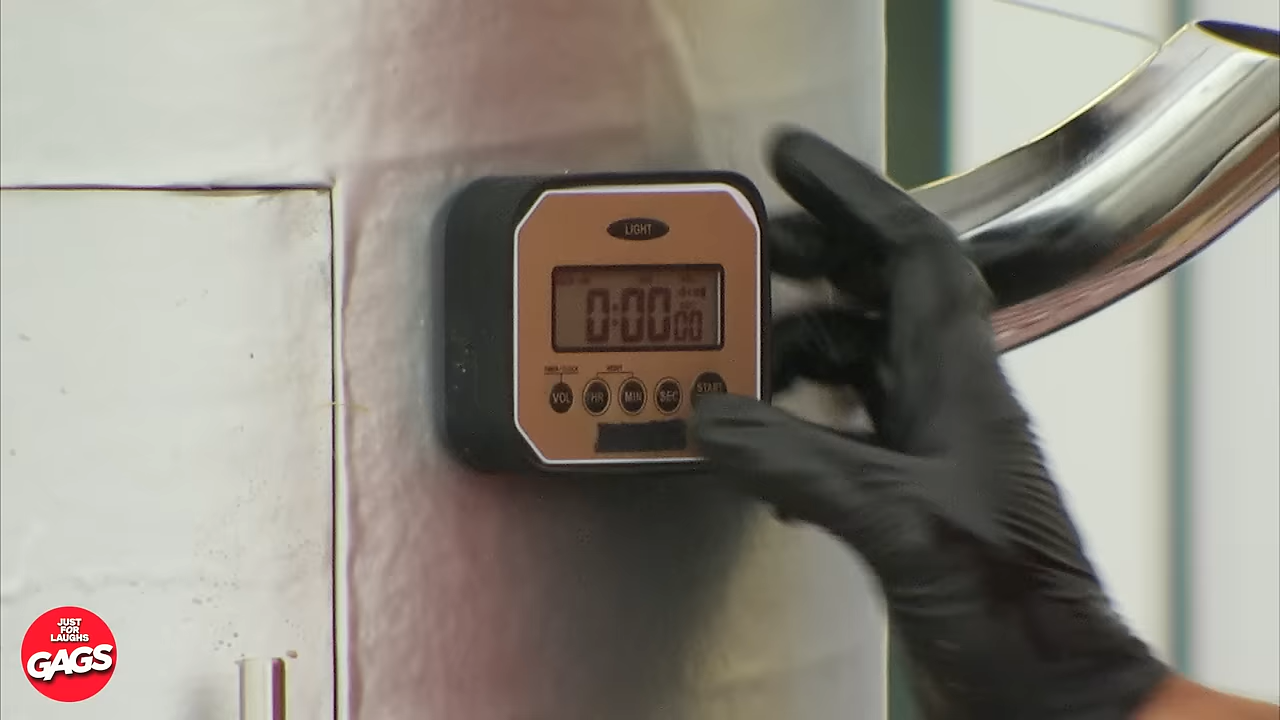 LIGHT
0:00 00
VOL
HR
MIN
SEC
START
JUST
FOR
LAUGHS
GAGS